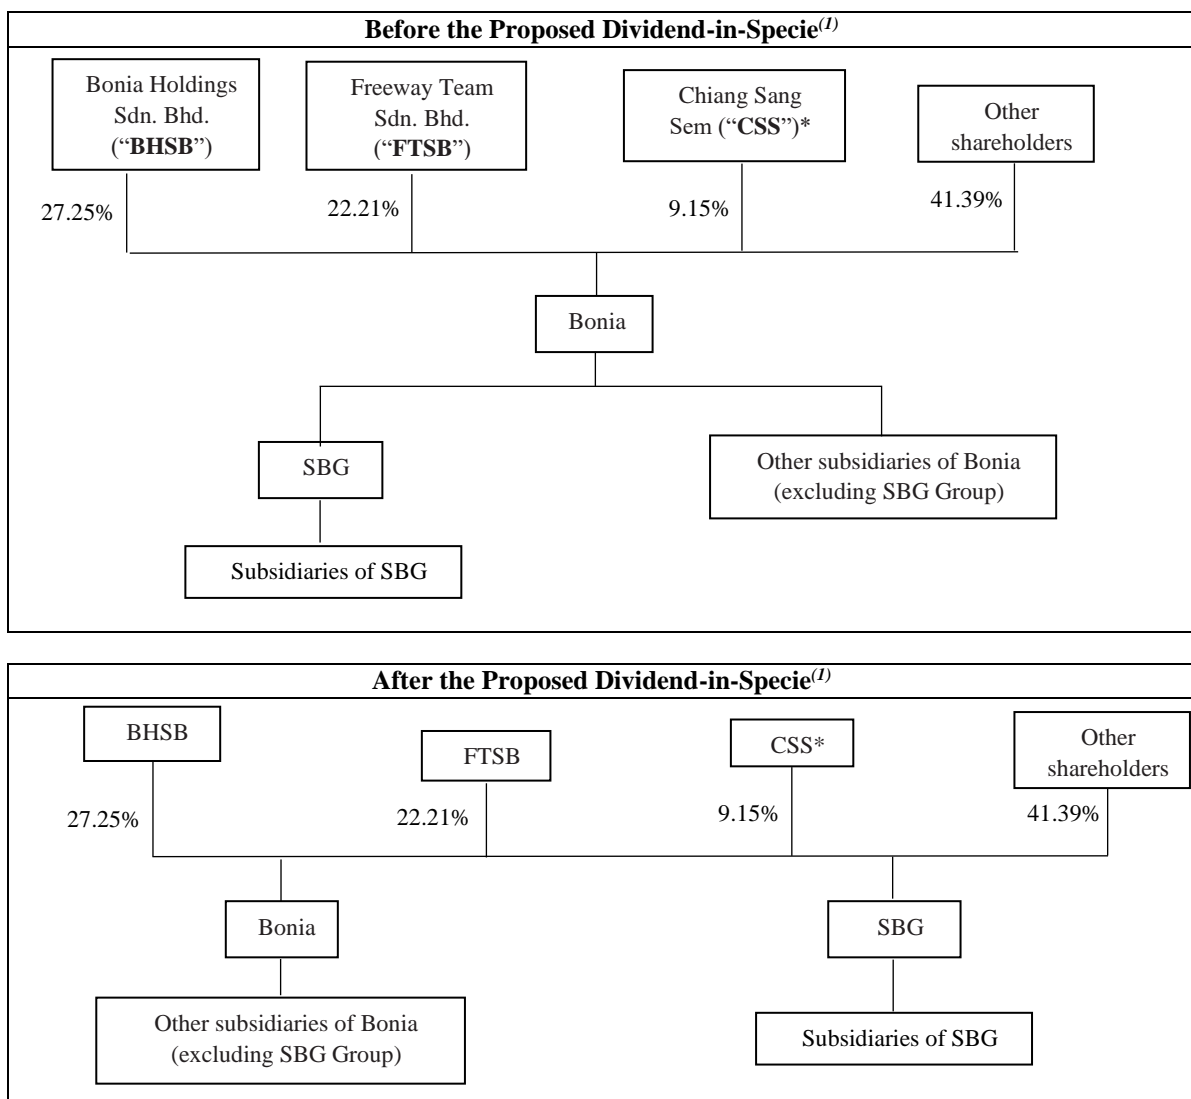 Before the Proposed Dividend-in-Specie(1)
Bonia Holdings
Sdn. Bhd.
(“BHSB”)
Freeway Team
Sdn. Bhd.
(“FTSB”)
Chiang Sang
Sem (“CSS”)*
Other
shareholders
27.25%
22.21%
9.15%
41.39%
Bonia
SBG
Other subsidiaries of Bonia
(excluding SBG Group)
Subsidiaries of SBG
After the Proposed Dividend-in-Specie(1)
BHSB
FTSB
CSS*
Other
shareholders
27.25%
22.21%
9.15%
41.39%
Bonia
SBG
Other subsidiaries of Bonia
(excluding SBG Group)
Subsidiaries of SBG